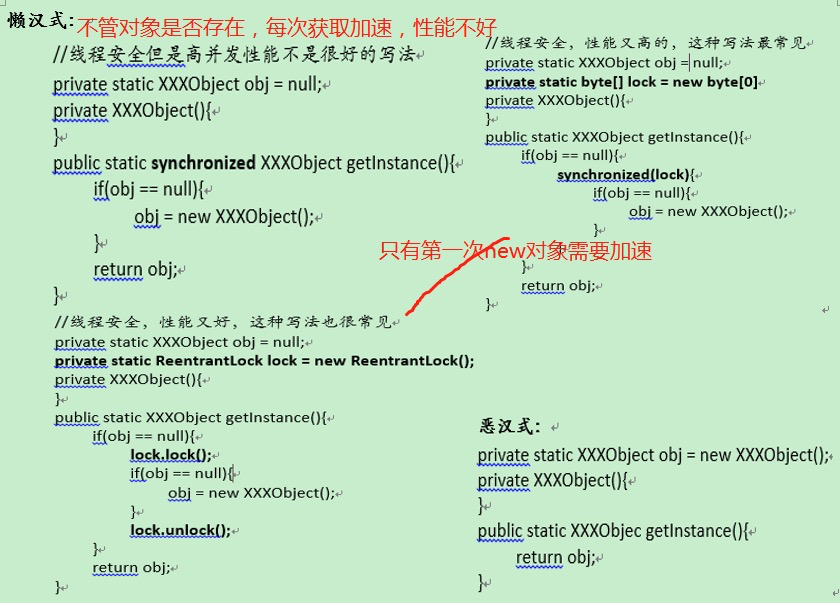 懒汉式:
不管对象是否存在，每次获取加速，性能不好
//线程安全但是高并发性能不是很好的写法
private static XXXObject obj = null;
private XXXObject(){
}
public static synchronized XXXObject getInstance(){
if(obj == null){
obj = new XXXObject();
}
return obj;
}
//线程安全，性能又高的，这种写法最常见
private static XXXObject obj = null;
private static byte[] lock = new byte[0]
private XXXObject(){
}
public static XXXObject getInstance(){
if(obj == null){
synchronized(lock){
if(obj == null){
obj = new XXXObject();
}
}
return obj;
}
只有第一次new对象需要加速
//线程安全，性能又好，这种写法也很常见
private static XXXObject obj = null;
private static ReentrantLock lock = new ReentrantLock();
private XXXObject(){
}
public static XXXObject getInstance(){
if(obj == null){
lock.lock();
if(obj == null){
obj = new XXXObject();
}
lock.unlock();
}
return obj;
}
恶汉式:
private static XXXObject obj = new XXXObject();
private XXXObject(){
}
public static XXXObjec getInstance(){
return obj;
}